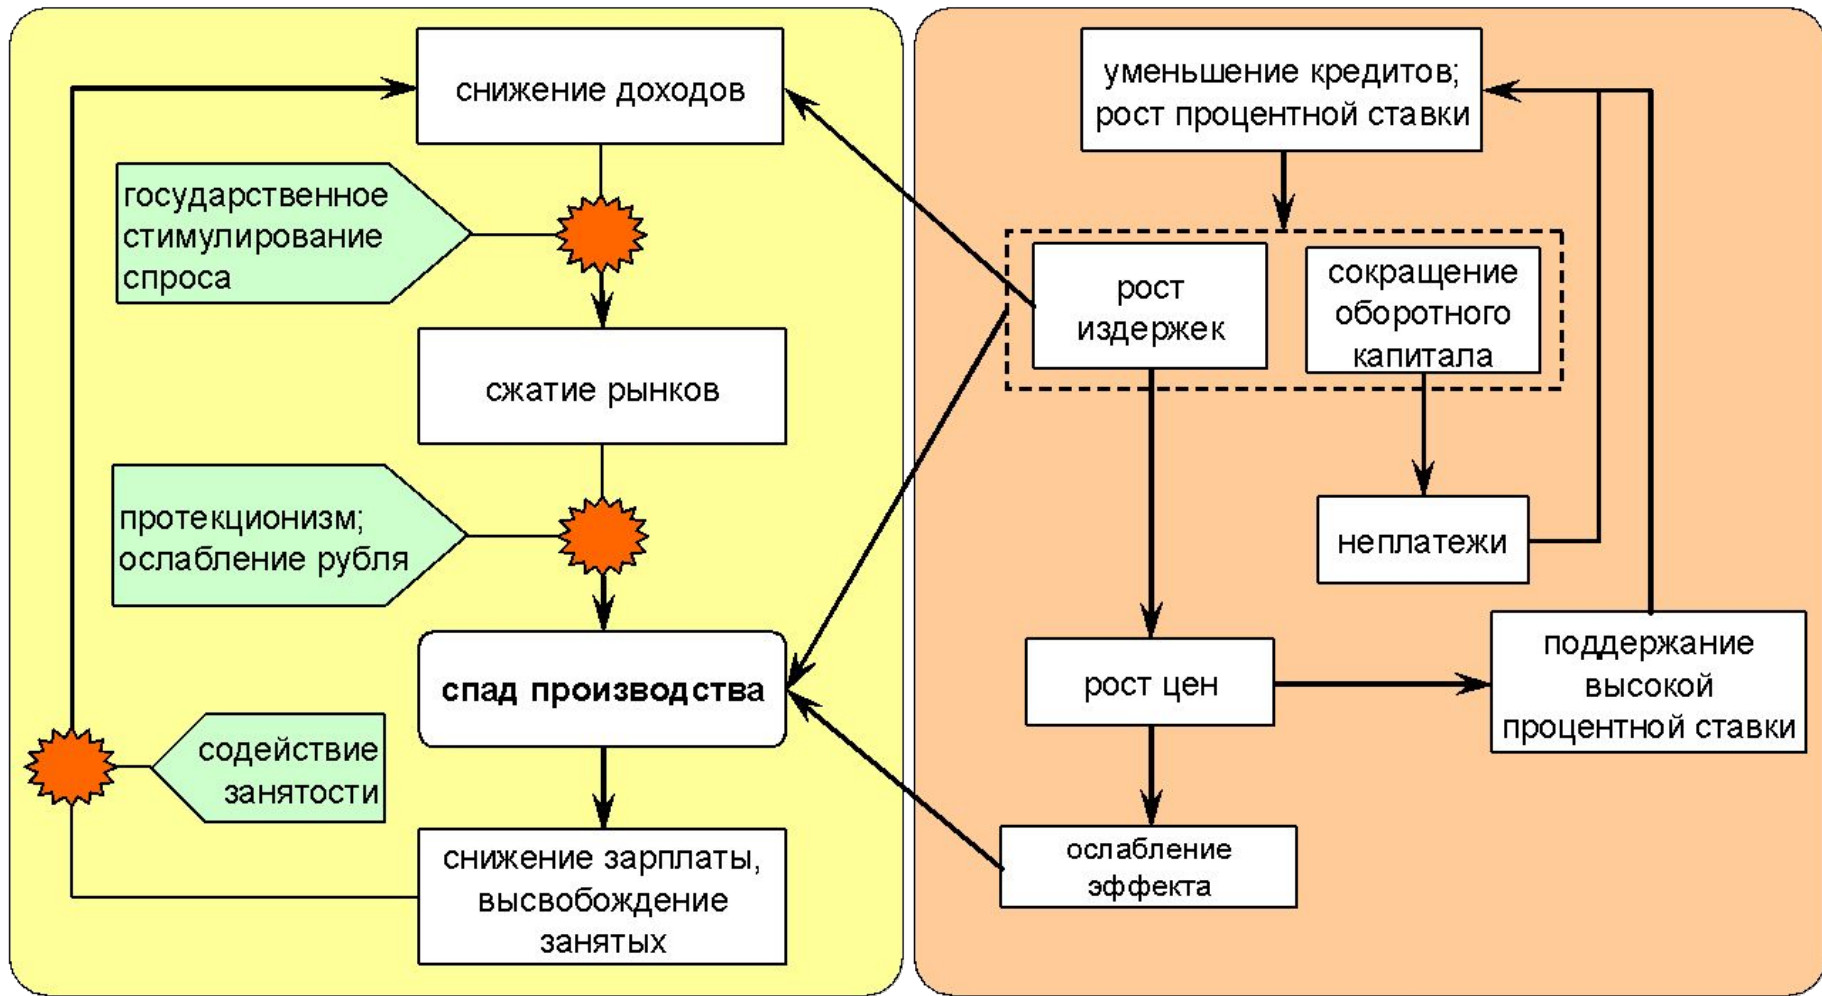 снижение доходов
государственное
стимулирование
спроса
сжатие рынков
протекционизм;
ослабление рубля
спад производства
содействие
занятости
снижение зарплаты,
высвобождение
занятых
уменьшение кредитов;
рост процентной ставки
рост
издержек
сокращение
оборотного
капитала
неплатежи
рост цен
поддержание
высокой
процентной ставки
ослабление
эффекта